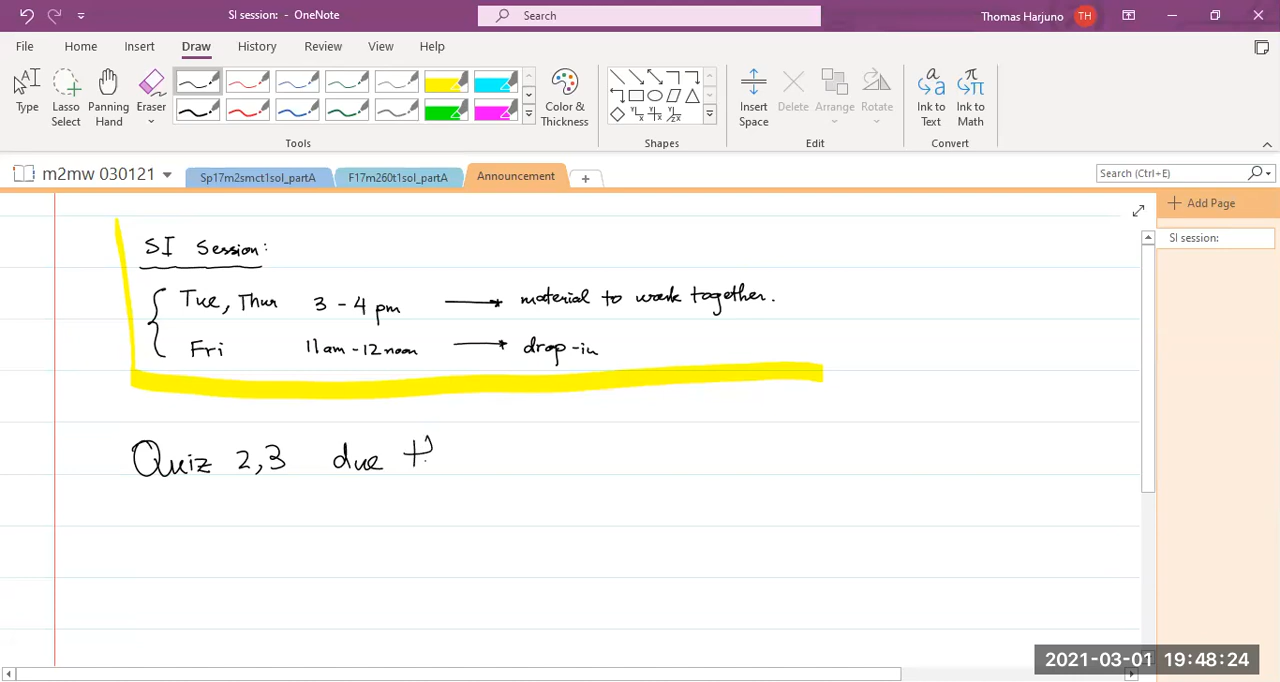 SI session: - OneNote
Search
Thomas Harjuno TH
File Home Insert Draw History Review View Help
Type Lasso Select Panning Hand Eraser Color & Thickness Insert Space Delete Arrange Rotate Ink to Text Ink to Math
Tools Shapes Edit Convert
m2mw 030121 Sp17m2smct1sol_partA F17m260t1sol_partA Announcement Search (Ctrl+E)
Add Page
SI session:
SI Session:
Tue, Thur 3 - 4 pm → material to work together.
Fri 11am - 12 noon → drop-in
Quiz 2,3 due
2021-03-01 19:48:24